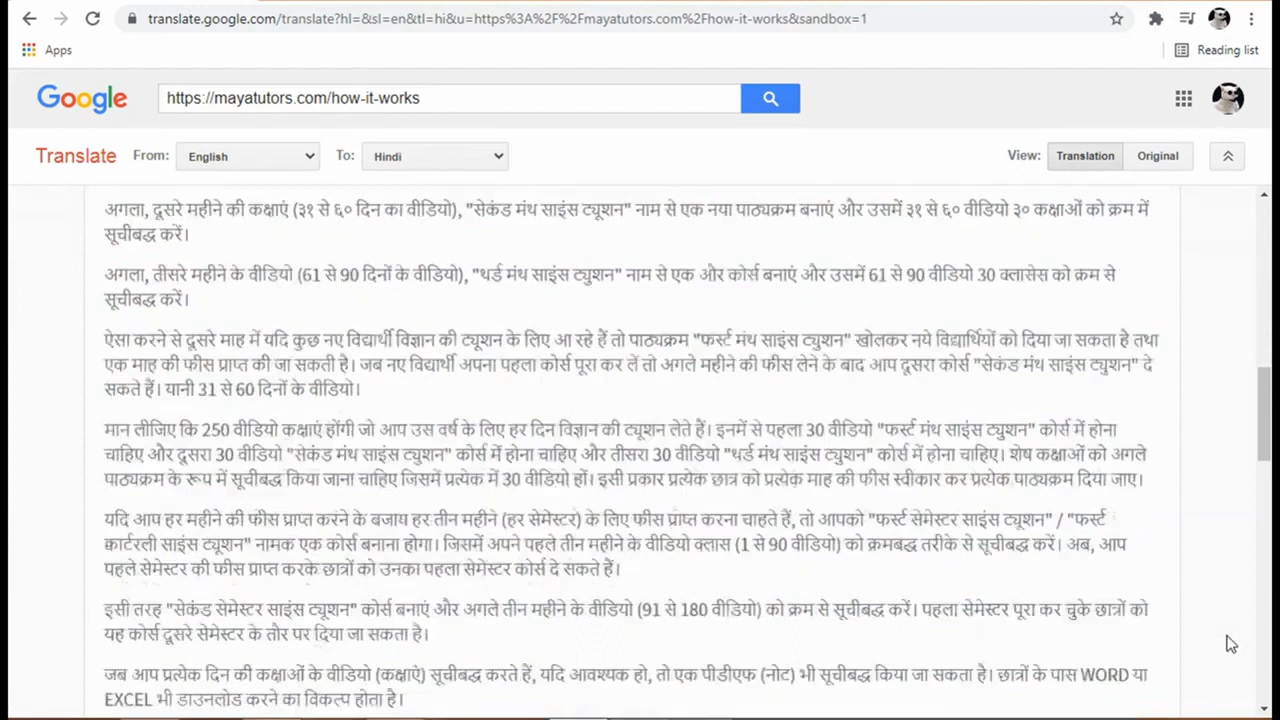 translate.google.com/translate?hl=&sl=en&tl=hi&u=https%3A%2F%2Fmayatutors.com%2Fhow-it-works&sandbox=1
Apps
Reading list
Google
https://mayatutors.com/how-it-works
Translate From: English To: Hindi View: Translation Original
अगला, दूसरे महीने की कक्षाएं (३१ से ६० दिन का वीडियो), "सेकंड मंथ साइंस ट्यूशन" नाम से एक नया पाठ्यक्रम बनाएं और उसमें ३१ से ६० वीडियो ३० कक्षाओं को क्रम में
सूचीबद्ध करें।
अगला, तीसरे महीने के वीडियो (61 से 90 दिनों के वीडियो), "थर्ड मंथ साइंस ट्युशन" नाम से एक और कोर्स बनाएं और उसमें 61 से 90 वीडियो 30 क्लासेस को क्रम से
सूचीबद्ध करें।
ऐसा करने से दूसरे माह में यदि कुछ नए विद्यार्थी विज्ञान की ट्यूशन के लिए आ रहे हैं तो पाठ्यक्रम "फर्स्ट मंथ साइंस ट्यूशन" खोलकर नये विद्यार्थियों को दिया जा सकता है तथा
एक माह की फीस प्राप्त की जा सकती है। जब नए विद्यार्थी अपना पहला कोर्स पूरा कर लें तो अगले महीने की फीस लेने के बाद आप दूसरा कोर्स "सेकंड मंथ साइंस ट्युशन" दे
सकते हैं। यानी 31 से 60 दिनों के वीडियो।
मान लीजिए कि 250 वीडियो कक्षाएं होंगी जो आप उस वर्ष के लिए हर दिन विज्ञान की ट्यूशन लेते हैं। इनमें से पहला 30 वीडियो "फर्स्ट मंथ साइंस ट्युशन" कोर्स में होना
चाहिए और दूसरा 30 वीडियो "सेकंड मंथ साइंस ट्युशन" कोर्स में होना चाहिए और तीसरा 30 वीडियो "थर्ड मंथ साइंस ट्युशन" कोर्स में होना चाहिए। शेष कक्षाओं को अगले
पाठ्यक्रम के रूप में सूचीबद्ध किया जाना चाहिए जिसमें प्रत्येक में 30 वीडियो हों। इसी प्रकार प्रत्येक छात्र को प्रत्येक माह की फीस स्वीकार कर प्रत्येक पाठ्यक्रम दिया जाए।
यदि आप हर महीने की फीस प्राप्त करने के बजाय हर तीन महीने (हर सेमेस्टर) के लिए फीस प्राप्त करना चाहते हैं, तो आपको "फर्स्ट सेमेस्टर साइंस ट्यूशन" / "फर्स्ट
कार्टरली साइंस ट्यूशन" नामक एक कोर्स बनाना होगा। जिसमें अपने पहले तीन महीने के वीडियो क्लास (1 से 90 वीडियो) को क्रमबद्ध तरीके से सूचीबद्ध करें। अब, आप
पहले सेमेस्टर की फीस प्राप्त करके छात्रों को उनका पहला सेमेस्टर कोर्स दे सकते हैं।
इसी तरह "सेकंड सेमेस्टर साइंस ट्यूशन" कोर्स बनाएं और अगले तीन महीने के वीडियो (91 से 180 वीडियो) को क्रम से सूचीबद्ध करें। पहला सेमेस्टर पूरा कर चुके छात्रों को
यह कोर्स दूसरे सेमेस्टर के तौर पर दिया जा सकता है।
जब आप प्रत्येक दिन की कक्षाओं के वीडियो (कक्षाएं) सूचीबद्ध करते हैं, यदि आवश्यक हो, तो एक पीडीएफ (नोट) भी सूचीबद्ध किया जा सकता है। छात्रों के पास WORD या
EXCEL भी डाउनलोड करने का विकल्प होता है।